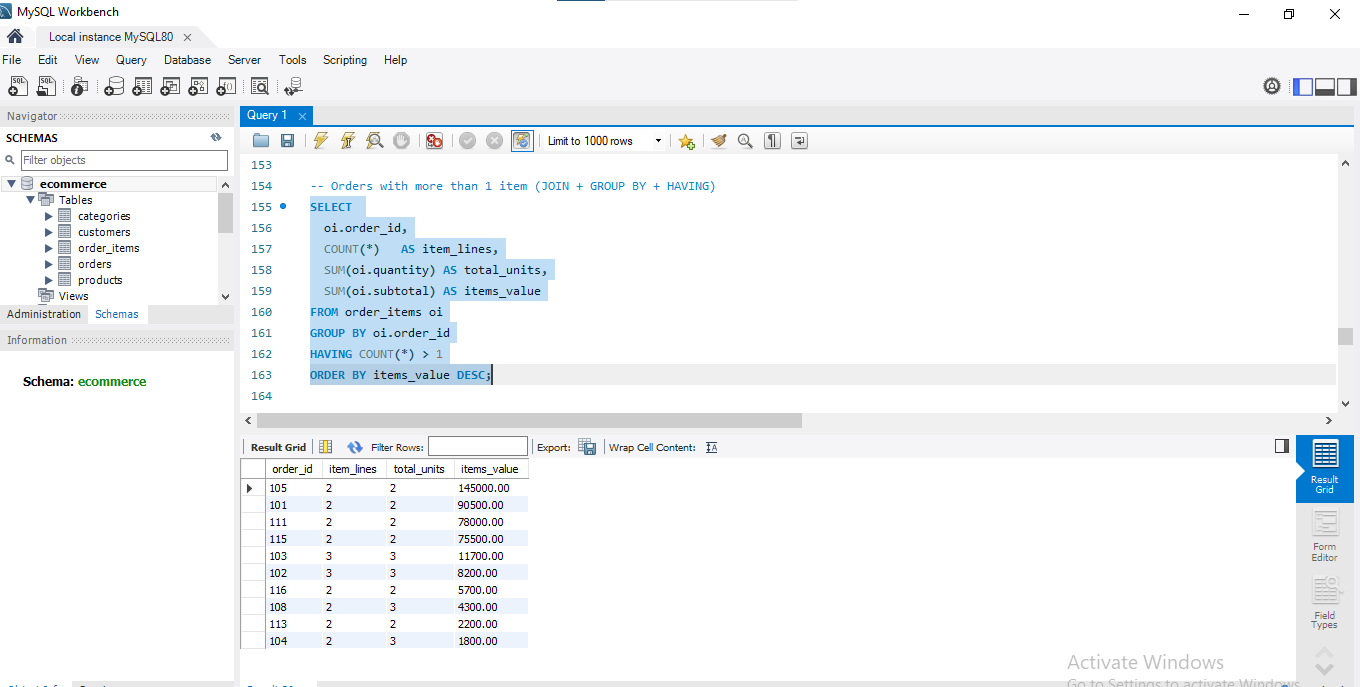 MySQL Workbench
Local instance MySQL80
File Edit View Query Database Server Tools Scripting Help
Navigator
SCHEMAS
Filter objects
ecommerce
Tables
categories
customers
order_items
orders
products
Views
Administration Schemas
Information
Schema: ecommerce
Query 1
Limit to 1000 rows
153
154 -- Orders with more than 1 item (JOIN + GROUP BY + HAVING)
155 SELECT
156 oi.order_id,
157 COUNT(*) AS item_lines,
158 SUM(oi.quantity) AS total_units,
159 SUM(oi.subtotal) AS items_value
160 FROM order_items oi
161 GROUP BY oi.order_id
162 HAVING COUNT(*) > 1
163 ORDER BY items_value DESC;
164
Result Grid Filter Rows: Export: Wrap Cell Content:
order_id item_lines total_units items_value
105 2 2 145000.00
101 2 2 90500.00
111 2 2 78000.00
115 2 2 75500.00
103 3 3 11700.00
102 3 3 8200.00
116 2 2 5700.00
108 2 3 4300.00
113 2 2 2200.00
104 2 3 1800.00
Result
Grid
Form
Editor
Field
Types
Activate Windows
Go to Settings to activate Windows